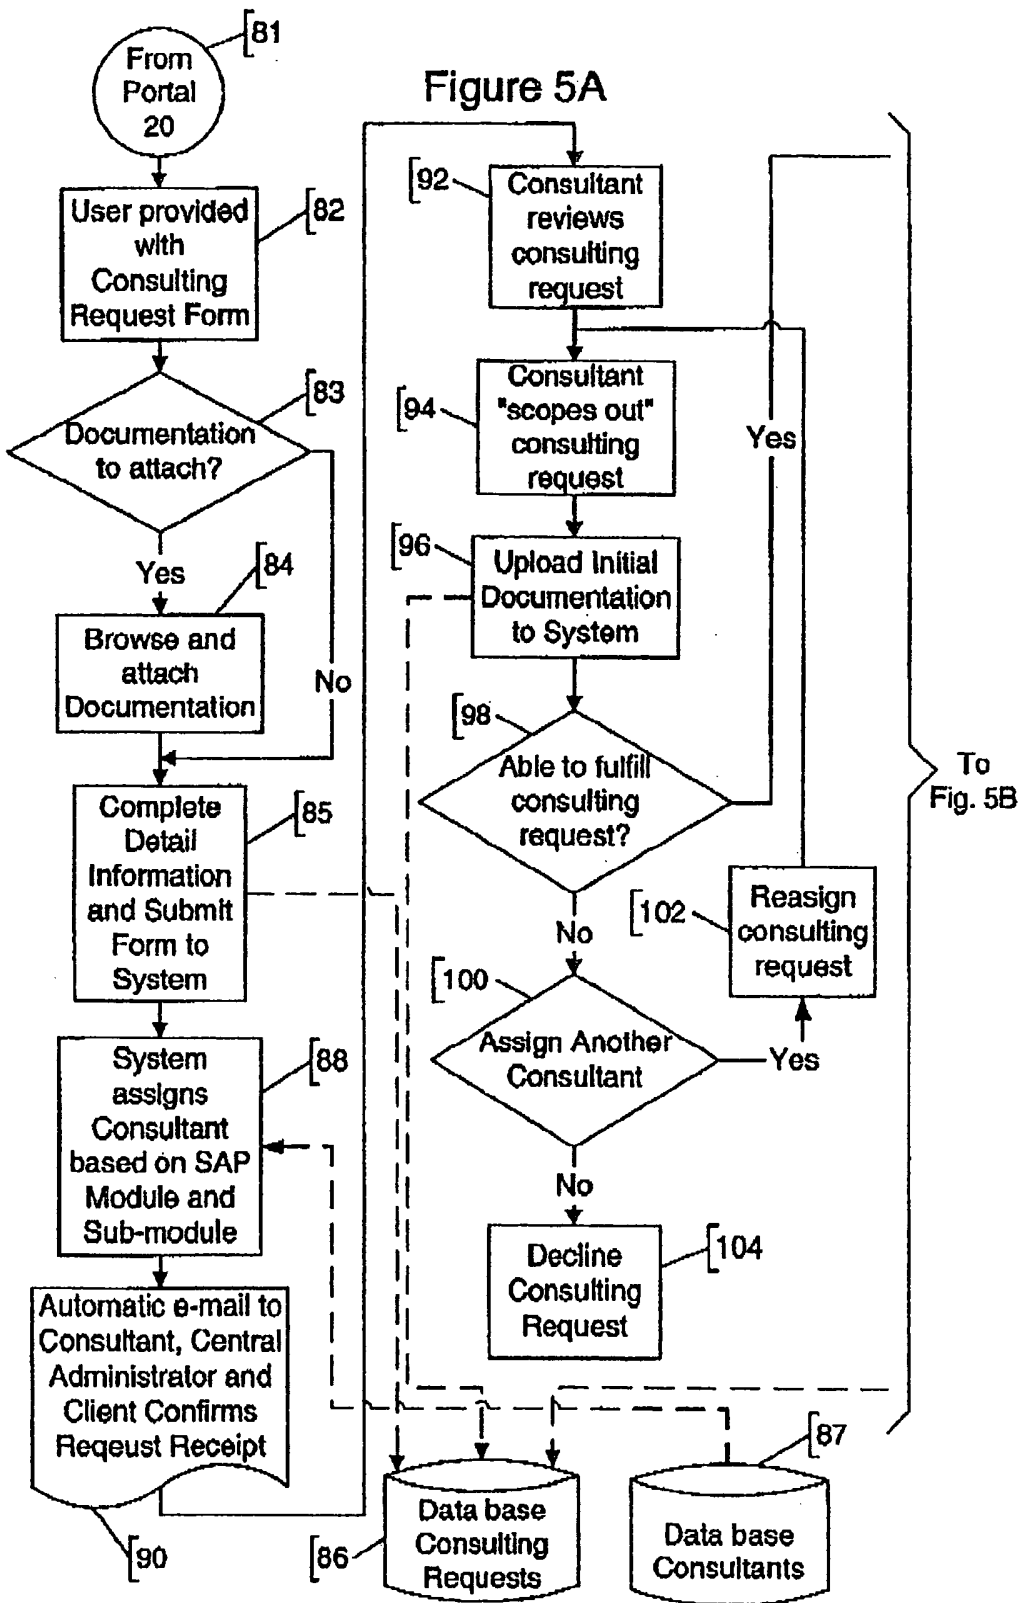 [81
From
Portal
20
Figure 5A
User provided
with
Consulting
Request Form
[82
Documentation
to attach?
[83
Yes
[84
Browse and
attach
Documentation
No
Complete
Detail
Information
and Submit
Form to
System
[85
System
assigns
Consultant
based on SAP
Module and
Sub-module
[88
Automatic e-mail to
Consultant, Central
Administrator and
Client Confirms
Reqeust Receipt
[90
[92
Consultant
reviews
consulting
request
[94
Consultant
"scopes out"
consulting
request
[96
Upload Initial
Documentation
to System
[98
Able to fulfill
consulting
request?
Yes
No
[100
Assign Another
Consultant
Yes
[102
Reasign
consulting
request
No
Decline
Consulting
Request
[104
To
Fig. 5B
[86
Data base
Consulting
Requests
[87
Data base
Consultants